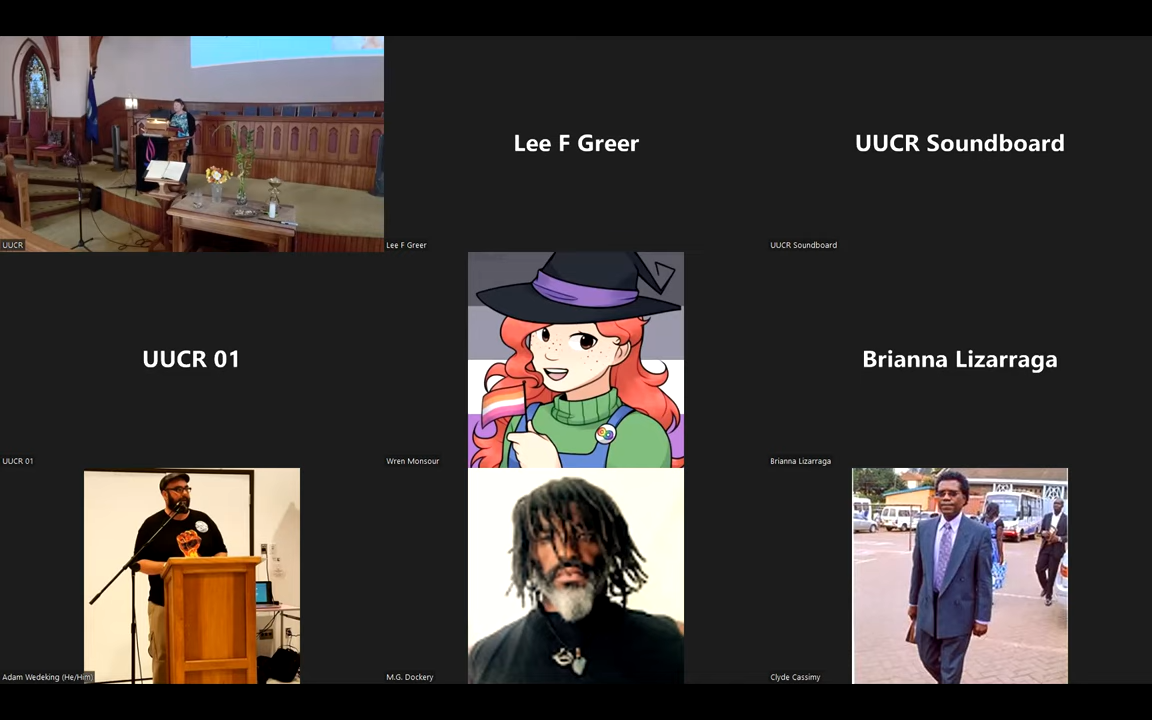 UUCR
Lee F Greer
Lee F Greer
UUCR Soundboard
UUCR Soundboard
UUCR 01
UUCR 01
Wren Monsour
Brianna Lizarraga
Brianna Lizarraga
Adam Wedeking (He/Him)
M.G. Dockery
Clyde Cassimy